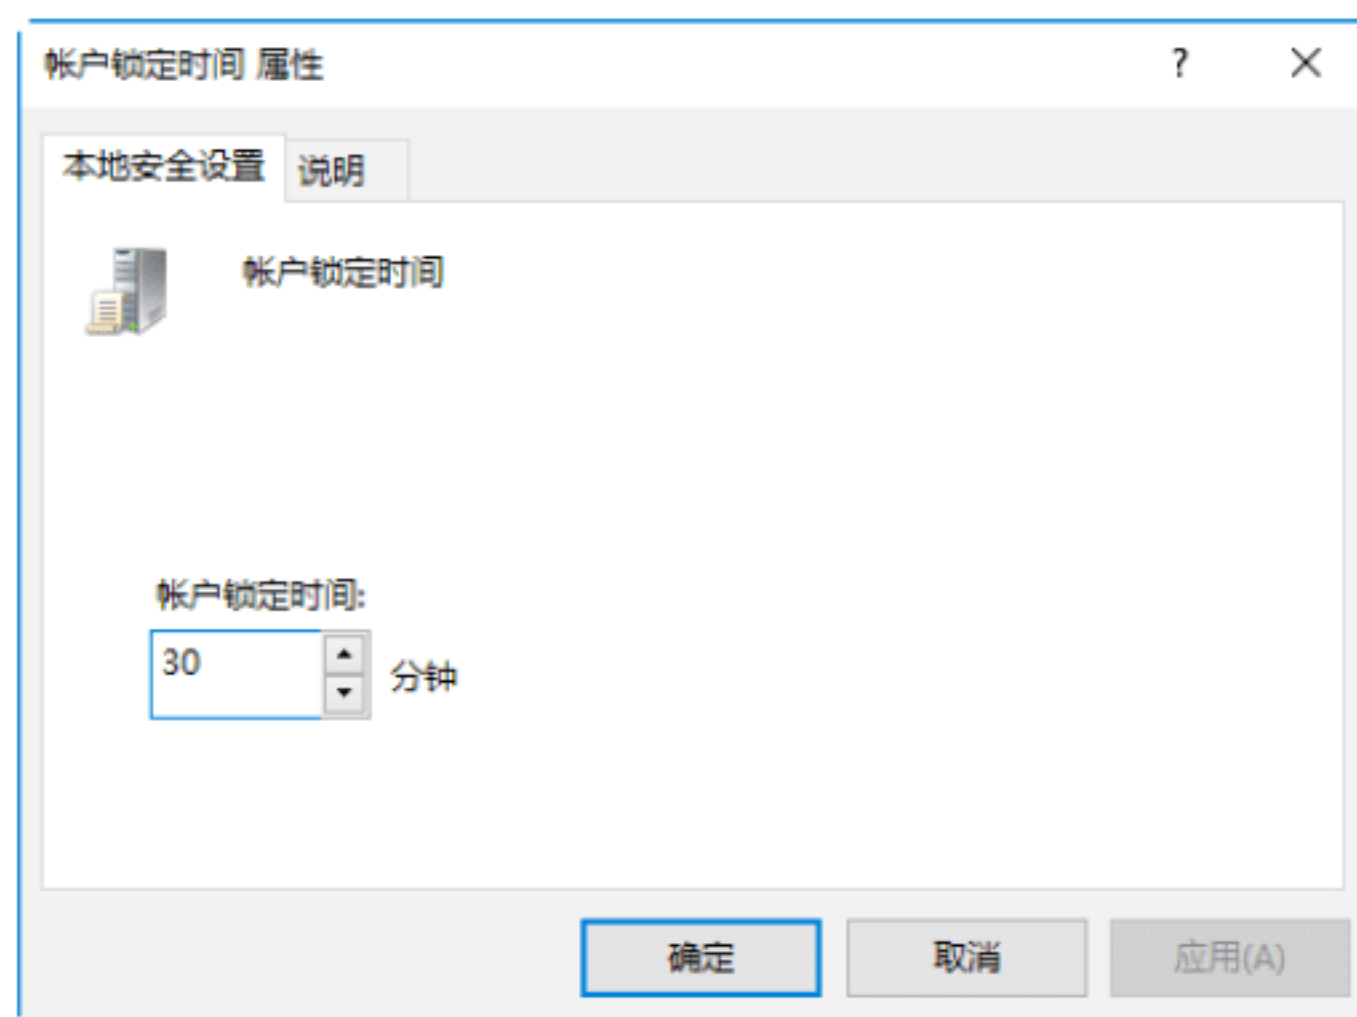 帐户锁定时间 属性
?
本地安全设置 说明
帐户锁定时间
帐户锁定时间:
30 分钟
确定 取消 应用(A)